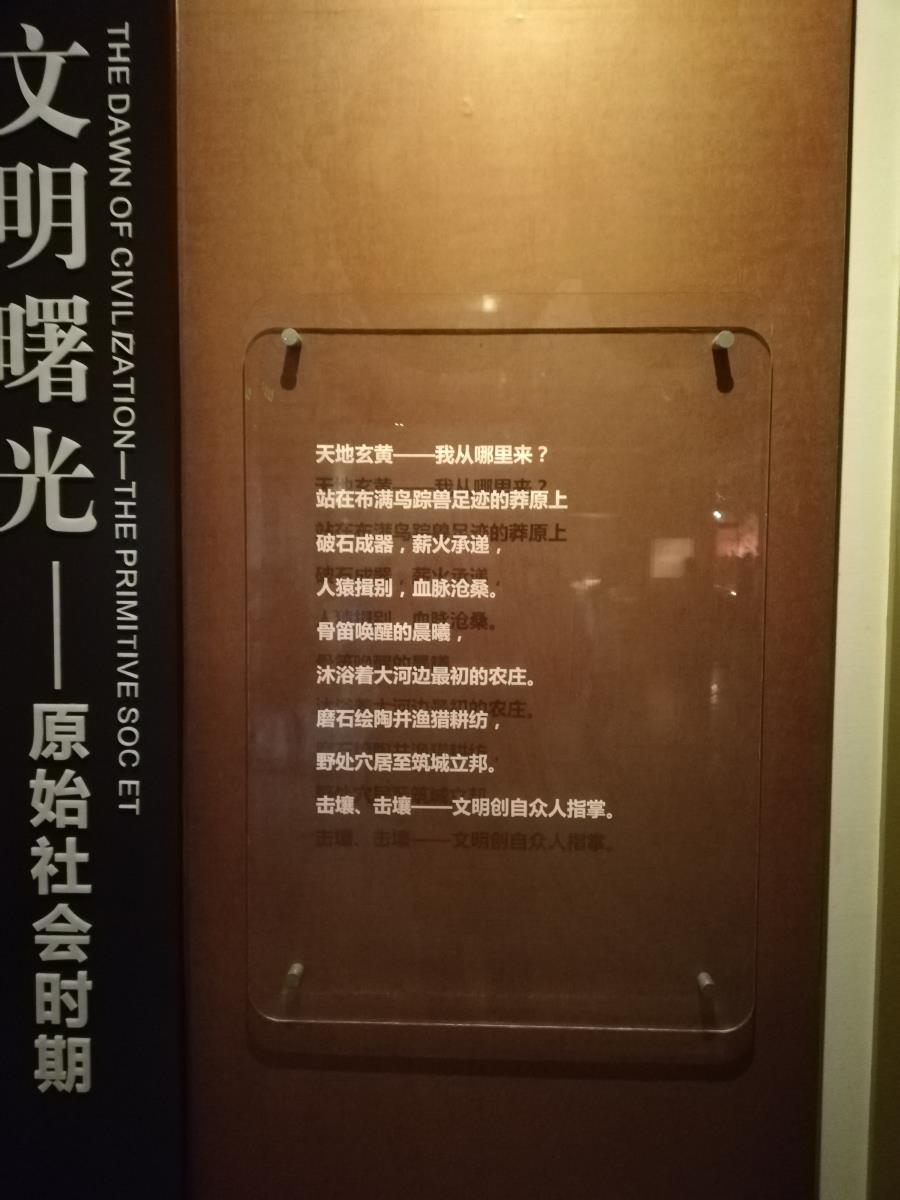 文明曙光——原始社会时期
THE DAWN OF CIVILIZATION—THE PRIMITIVE SOC ET
天地玄黄——我从哪里来？
站在布满鸟踪兽足迹的莽原上
破石成器，薪火承递，
人猿揖别，血脉沧桑。
骨笛唤醒的晨曦，
沐浴着大河边最初的农庄。
磨石绘陶并渔猎耕纺，
野处穴居至筑城立邦。
击壤、击壤——文明创自众人指掌。